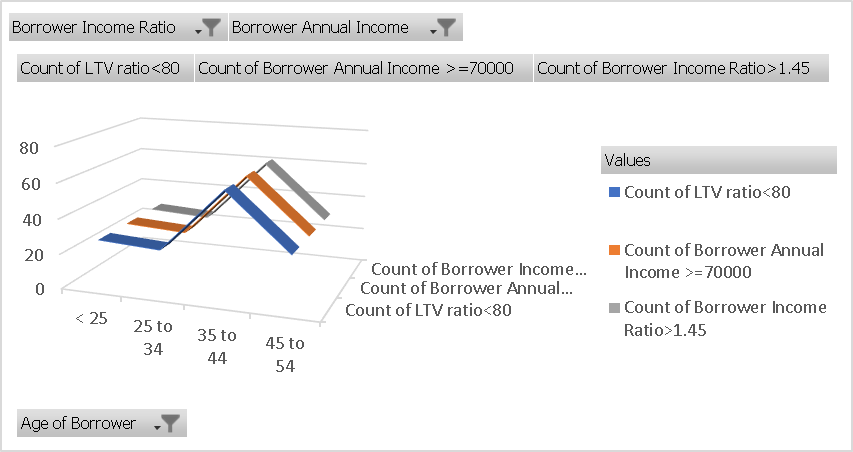 Borrower Income Ratio Borrower Annual Income
Count of LTV ratio<80 Count of Borrower Annual Income >=70000 Count of Borrower Income Ratio>1.45
80
60
40
20
0
< 25
25 to
34
35 to
44
45 to
54
Count of Borrower Income...
Count of Borrower Annual...
Count of LTV ratio<80
Values
Count of LTV ratio<80
Count of Borrower Annual
Income >=70000
Count of Borrower Income
Ratio>1.45
Age of Borrower